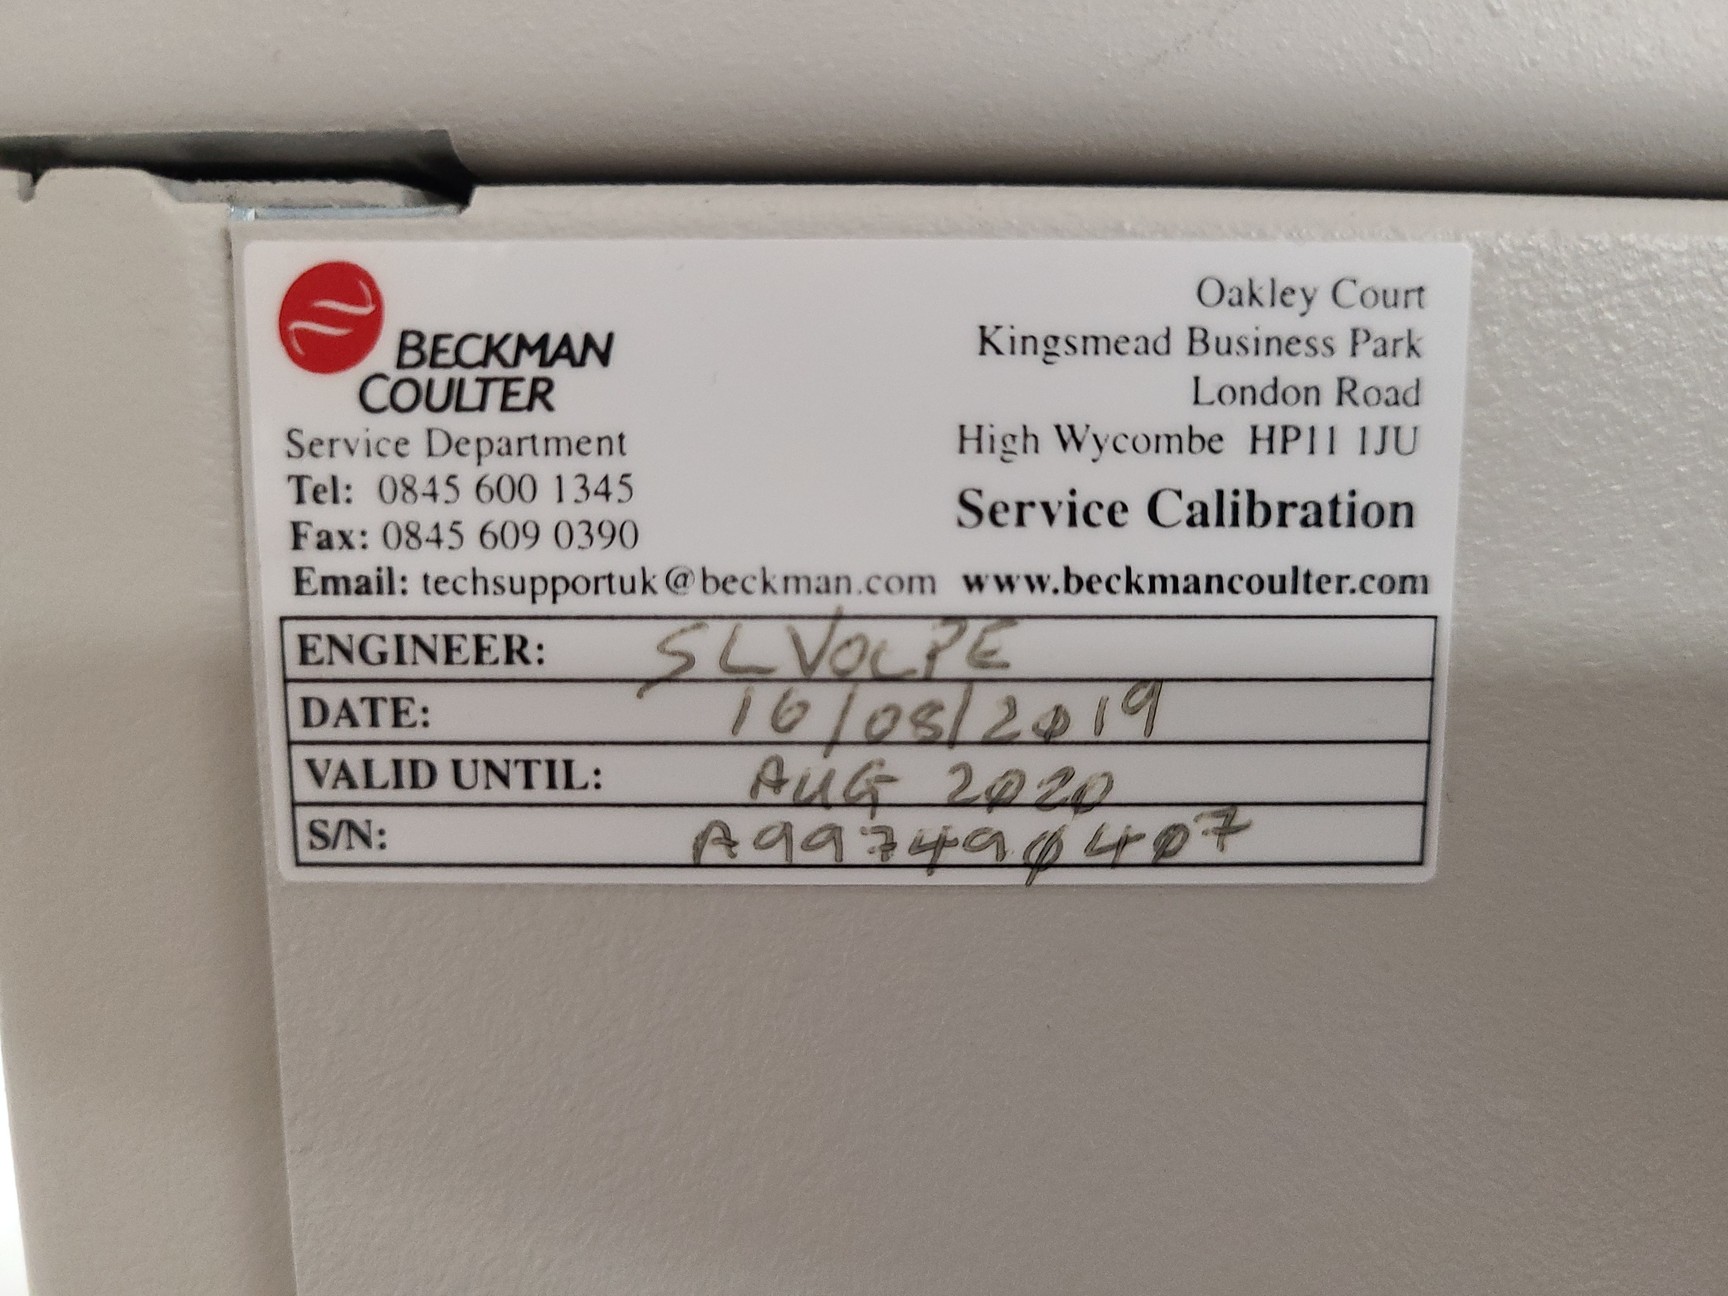 BECKMAN
COULTER
Service Department
Tel: 0845 600 1345
Fax: 0845 609 0390
Email: techsupportuk@beckman.com www.beckmancoulter.com
Oakley Court
Kingsmead Business Park
London Road
High Wycombe HP11 1JU
Service Calibration
ENGINEER: SL VOLPE
DATE: 16/08/2019
VALID UNTIL: AUG 2020
S/N: A99749Ø4Ø7